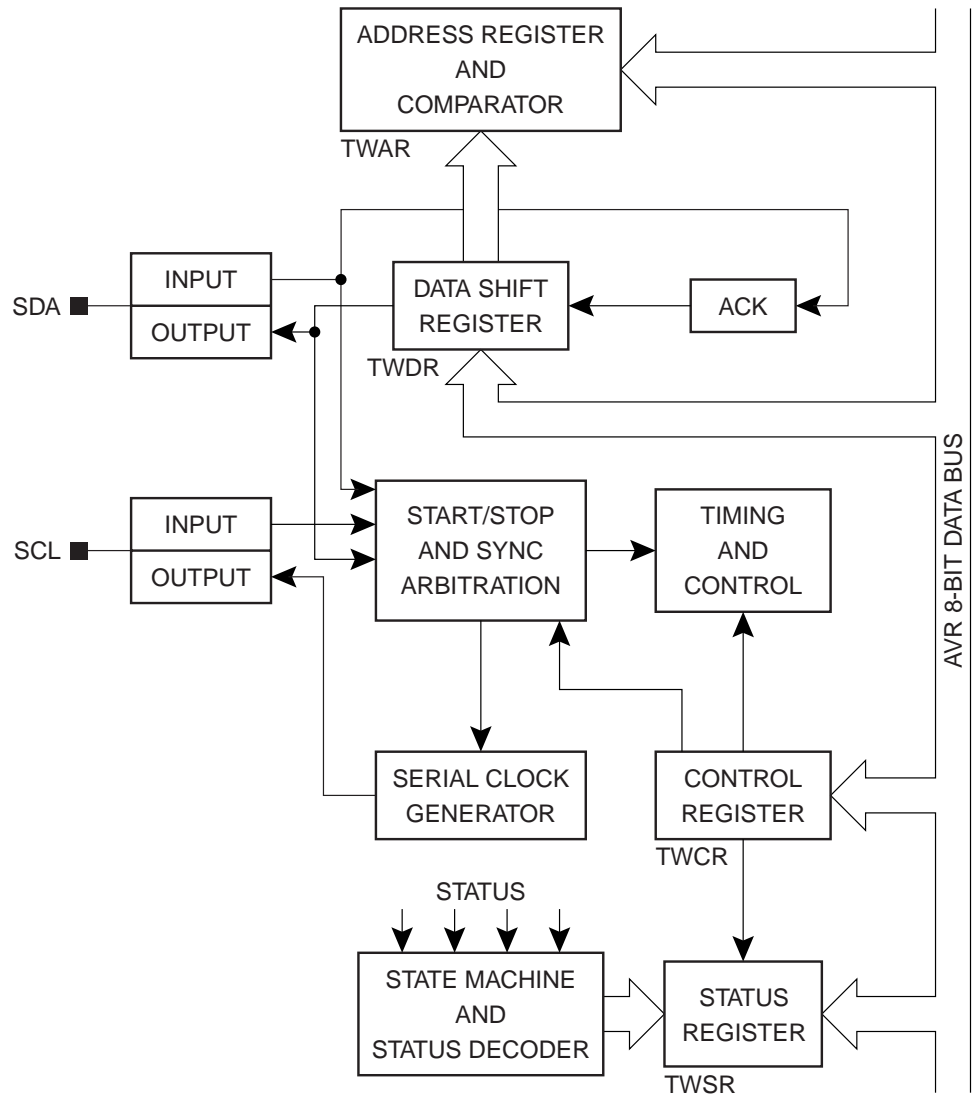 ADDRESS REGISTER
AND
COMPARATOR
TWAR
SDA
INPUT
OUTPUT
DATA SHIFT
REGISTER
TWDR
ACK
SCL
INPUT
OUTPUT
START/STOP
AND SYNC
ARBITRATION
TIMING
AND
CONTROL
AVR 8-BIT DATA BUS
SERIAL CLOCK
GENERATOR
CONTROL
REGISTER
TWCR
STATUS
STATE MACHINE
AND
STATUS DECODER
STATUS
REGISTER
TWSR